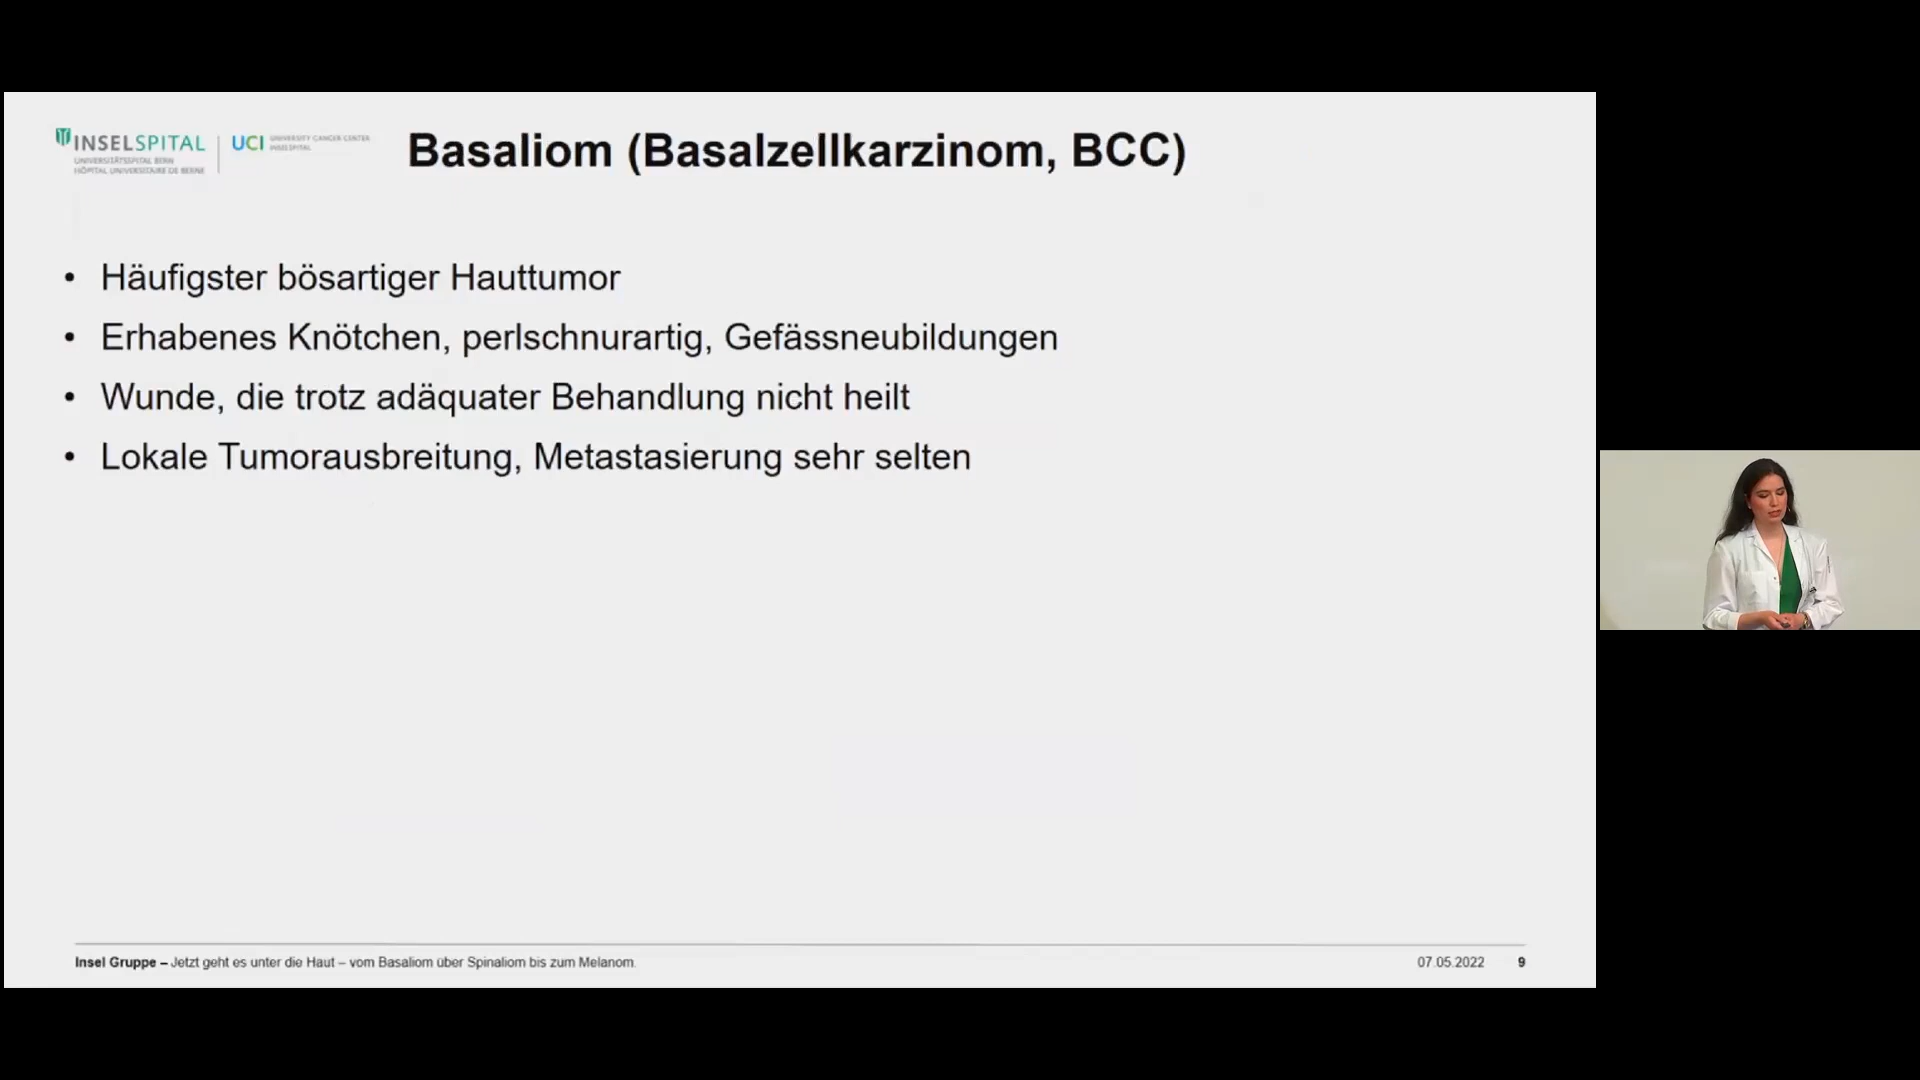 INSELSPITAL
UNIVERSITÄTSSPITAL BERN
HÔPITAL UNIVERSITAIRE DE BERNE
UCI UNIVERSITY CANCER CENTER
INSELSPITAL
Basaliom (Basalzellkarzinom, BCC)
• Häufigster bösartiger Hauttumor
• Erhabenes Knötchen, perlschnurartig, Gefässneubildungen
• Wunde, die trotz adäquater Behandlung nicht heilt
• Lokale Tumorausbreitung, Metastasierung sehr selten
Insel Gruppe – Jetzt geht es unter die Haut – vom Basaliom über Spinaliom bis zum Melanom. 07.05.2022 9